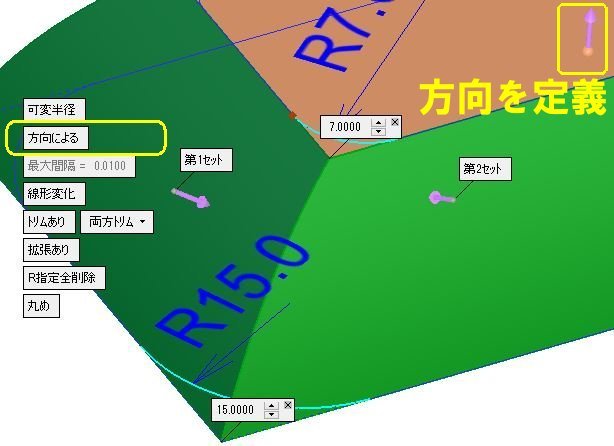 R7.
方向を定義
可変半径
7.0000
方向による
第1セット
第2セット
最大間隔 = 0.0100
線形変化
トリムあり 両方トリム
拡張あり
R15.0
R指定全削除
丸め
15.0000